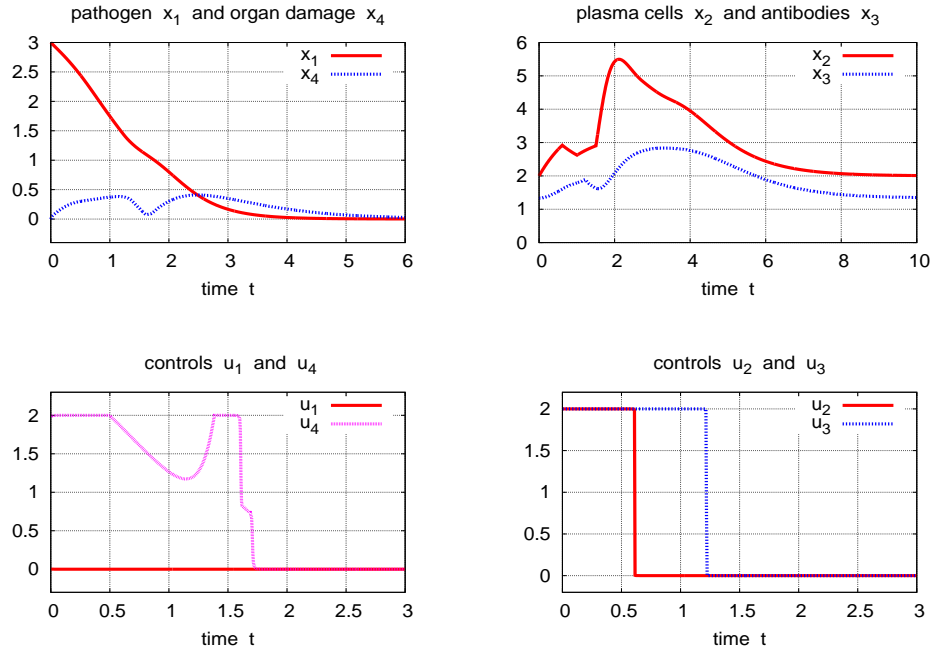 pathogen x1 and organ damage x4
3
2.5
2
1.5
1
0.5
0
0 1 2 3 4 5 6
x1
x4
time t
plasma cells x2 and antibodies x3
6
5
4
3
2
1
0
0 2 4 6 8 10
x2
x3
time t
controls u1 and u4
2
1.5
1
0.5
0
0 0.5 1 1.5 2 2.5 3
u1
u4
time t
controls u2 and u3
2
1.5
1
0.5
0
0 0.5 1 1.5 2 2.5 3
u2
u3
time t